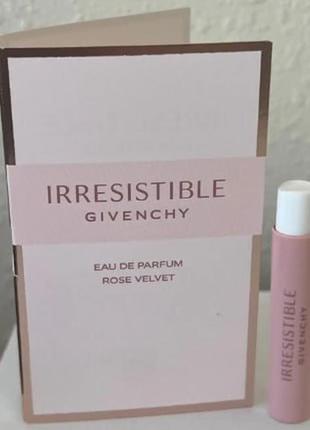 IRRESISTIBLE
GIVENCHY
EAU DE PARFUM
ROSE VELVET
IRRESISTIBLE
GIVENCHY